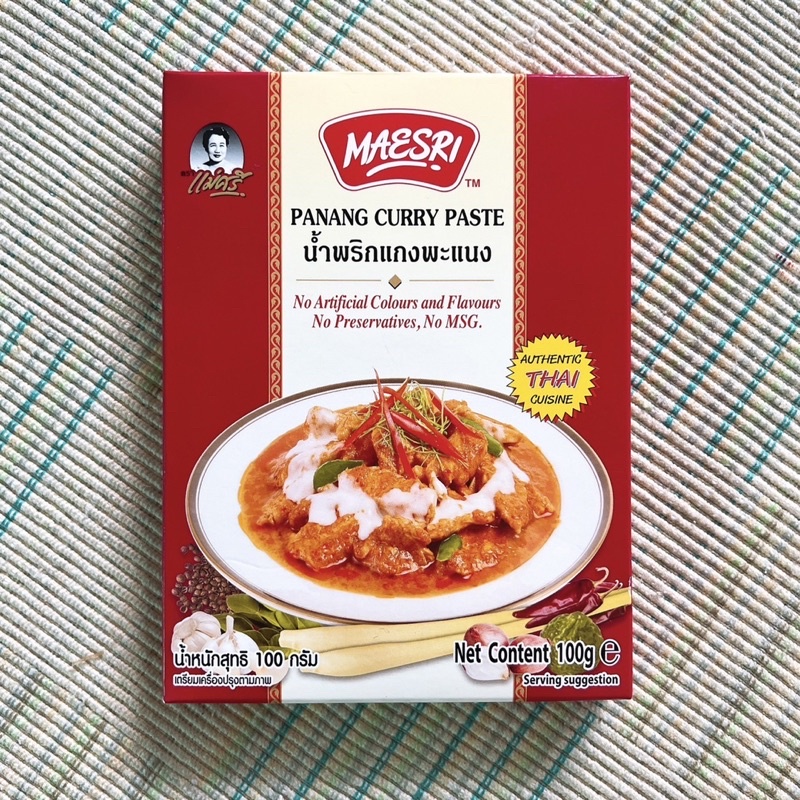 ตรา
แม่ศรี
MAESRI
TM
PANANG CURRY PASTE
น้ำพริกแกงพะแนง
No Artificial Colours and Flavours
No Preservatives, No MSG.
AUTHENTIC
THAI
CUISINE
น้ำหนักสุทธิ 100 กรัม
เตรียมเครื่องปรุงตามภาพ
Net Content 100g ℮
Serving suggestion